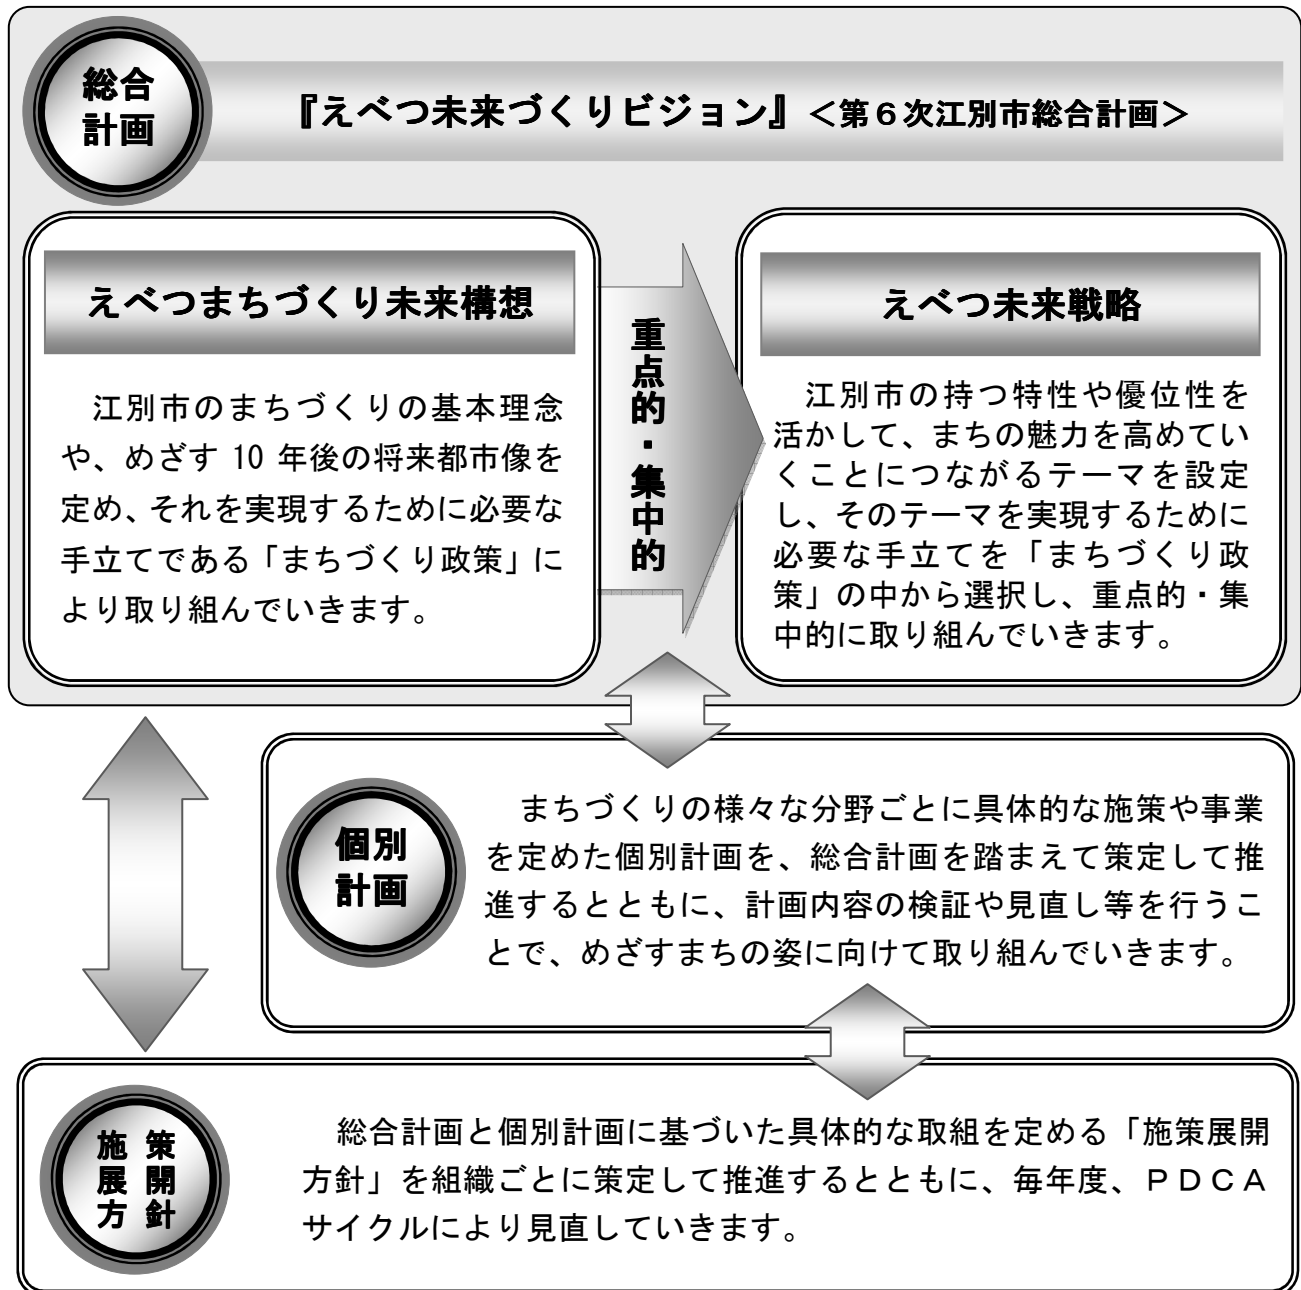 総合
計画
『えべつ未来づくりビジョン』＜第６次江別市総合計画＞
えべつまちづくり未来構想
江別市のまちづくりの基本理念
や、めざす 10 年後の将来都市像を
定め、それを実現するために必要な
手立てである「まちづくり政策」に
より取り組んでいきます。
重点的・集中的
えべつ未来戦略
江別市の持つ特性や優位性を
活かして、まちの魅力を高めてい
くことにつながるテーマを設定
し、そのテーマを実現するために
必要な手立てを「まちづくり政
策」の中から選択し、重点的・集
中的に取り組んでいきます。
個別
計画
まちづくりの様々な分野ごとに具体的な施策や事業
を定めた個別計画を、総合計画を踏まえて策定して推
進するとともに、計画内容の検証や見直し等を行うこ
とで、めざすまちの姿に向けて取り組んでいきます。
施策
展開
方針
総合計画と個別計画に基づいた具体的な取組を定める「施策展開
方針」を組織ごとに策定して推進するとともに、毎年度、ＰＤＣＡ
サイクルにより見直していきます。